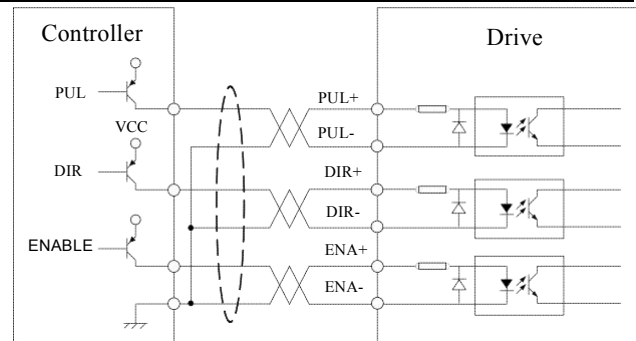 Controller
Drive
PUL
PUL+
VCC
PUL-
DIR
DIR+
DIR-
ENABLE
ENA+
ENA-